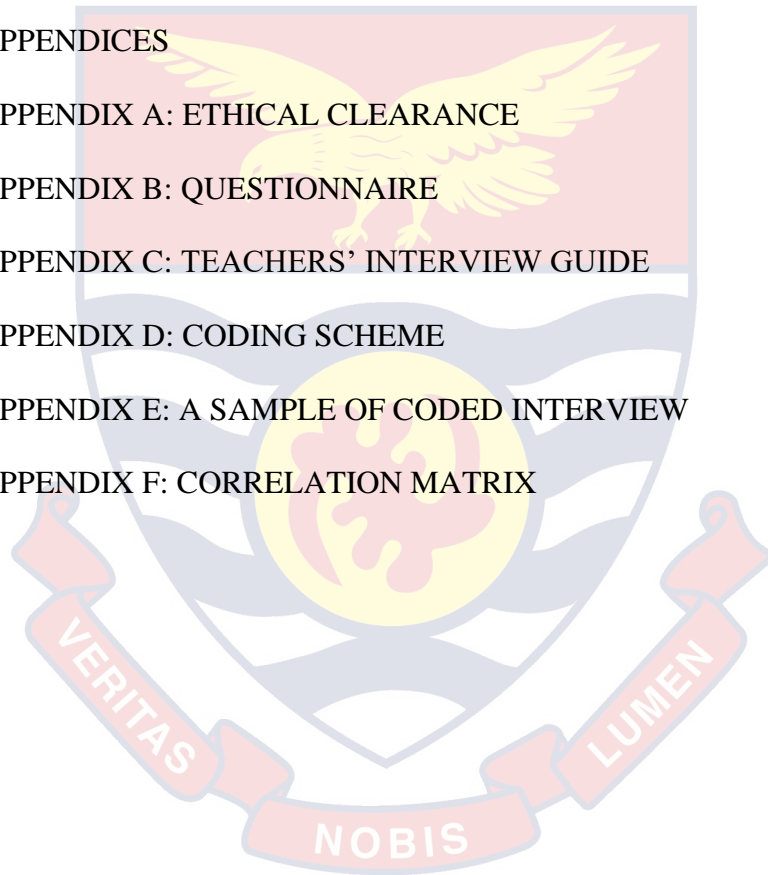 PPENDICES
PPENDIX A: ETHICAL CLEARANCE
PPENDIX B: QUESTIONNAIRE
PPENDIX C: TEACHERS’ INTERVIEW GUIDE
PPENDIX D: CODING SCHEME
PPENDIX E: A SAMPLE OF CODED INTERVIEW
PPENDIX F: CORRELATION MATRIX
VERITAS
NOBIS
LUMEN